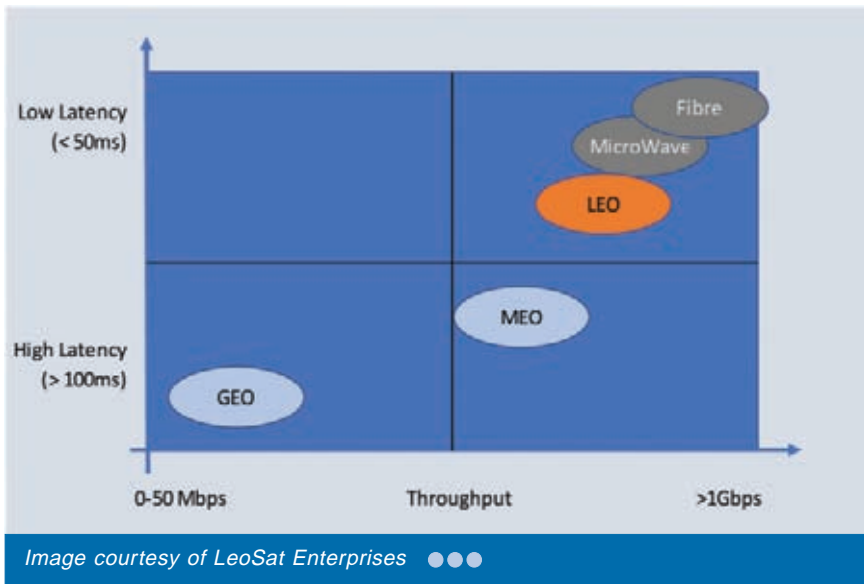 Low Latency
(< 50ms)
Fibre
MicroWave
LEO
MEO
High Latency
(> 100ms)
GEO
0-50 Mbps
Throughput
>1Gbps
Image courtesy of LeoSat Enterprises